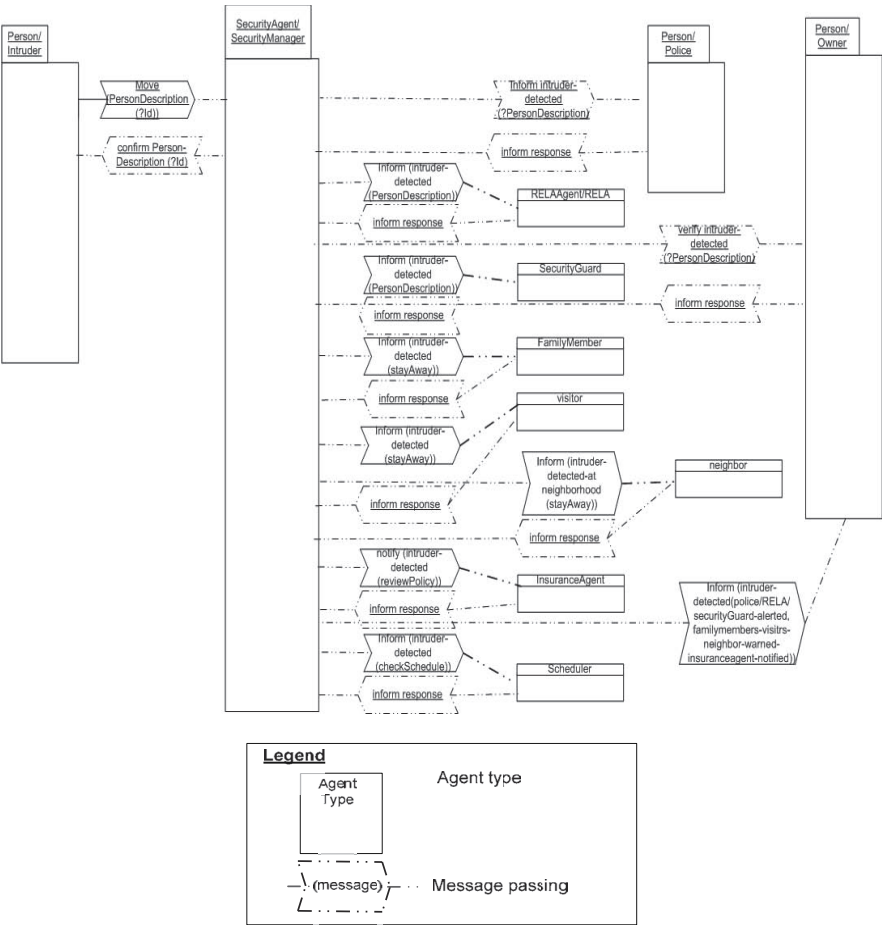 Person/
Intruder
SecurityAgent/
SecurityManager
Person/
Police
Person/
Owner
Move
(PersonDescription
(?Id))
Inform intruder-
detected
(?PersonDescription)
confirm Person-
Description (?Id)
inform response
Inform (intruder-
detected
(PersonDescription))
RELAAgent/RELA
inform response
verify intruder-
detected
(?PersonDescription)
Inform (intruder-
detected
(PersonDescription))
SecurityGuard
inform response
inform response
Inform (intruder-
detected
(stayAway))
FamilyMember
inform response
visitor
Inform (intruder-
detected
(stayAway))
Inform (intruder-
detected-at
neighborhood
(stayAway))
neighbor
inform response
inform response
notify (intruder-
detected
(reviewPolicy))
InsuranceAgent
inform response
Inform (intruder-
detected(police/RELA/
securityGuard-alerted,
familymembers-visitrs-
neighbor-warned-
insuranceagent-notified))
Inform (intruder-
detected
(checkSchedule))
Scheduler
inform response
Legend
Agent
Type
Agent type
(message)
Message passing